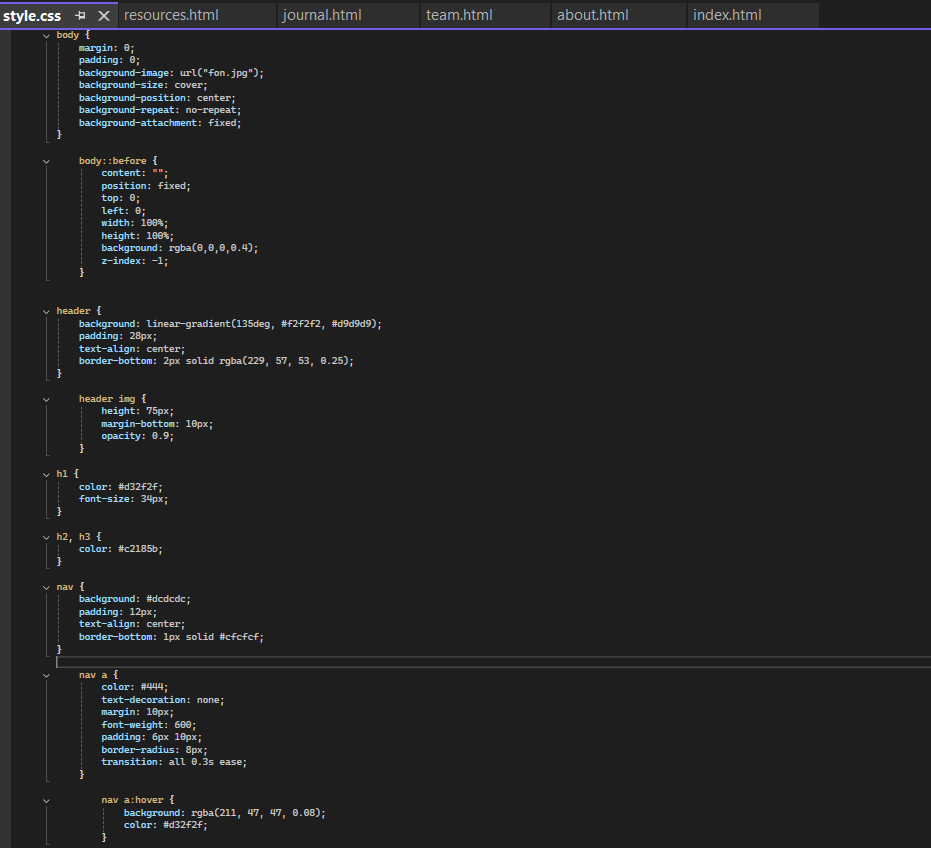 style.css
resources.html
journal.html
team.html
about.html
index.html
body {
margin: 0;
padding: 0;
background-image: url("fon.jpg");
background-size: cover;
background-position: center;
background-repeat: no-repeat;
background-attachment: fixed;
}
body::before {
content: "";
position: fixed;
top: 0;
left: 0;
width: 100%;
height: 100%;
background: rgba(0,0,0,0.4);
z-index: -1;
}
header {
background: linear-gradient(135deg, #f2f2f2, #d9d9d9);
padding: 28px;
text-align: center;
border-bottom: 2px solid rgba(229, 57, 53, 0.25);
}
header img {
height: 75px;
margin-bottom: 10px;
opacity: 0.9;
}
h1 {
color: #d32f2f;
font-size: 34px;
}
h2, h3 {
color: #c2185b;
}
nav {
background: #dcdcdc;
padding: 12px;
text-align: center;
border-bottom: 1px solid #cfcfcf;
}
nav a {
color: #444;
text-decoration: none;
margin: 10px;
font-weight: 600;
padding: 6px 10px;
border-radius: 8px;
transition: all 0.3s ease;
}
nav a:hover {
background: rgba(211, 47, 47, 0.08);
color: #d32f2f;
}